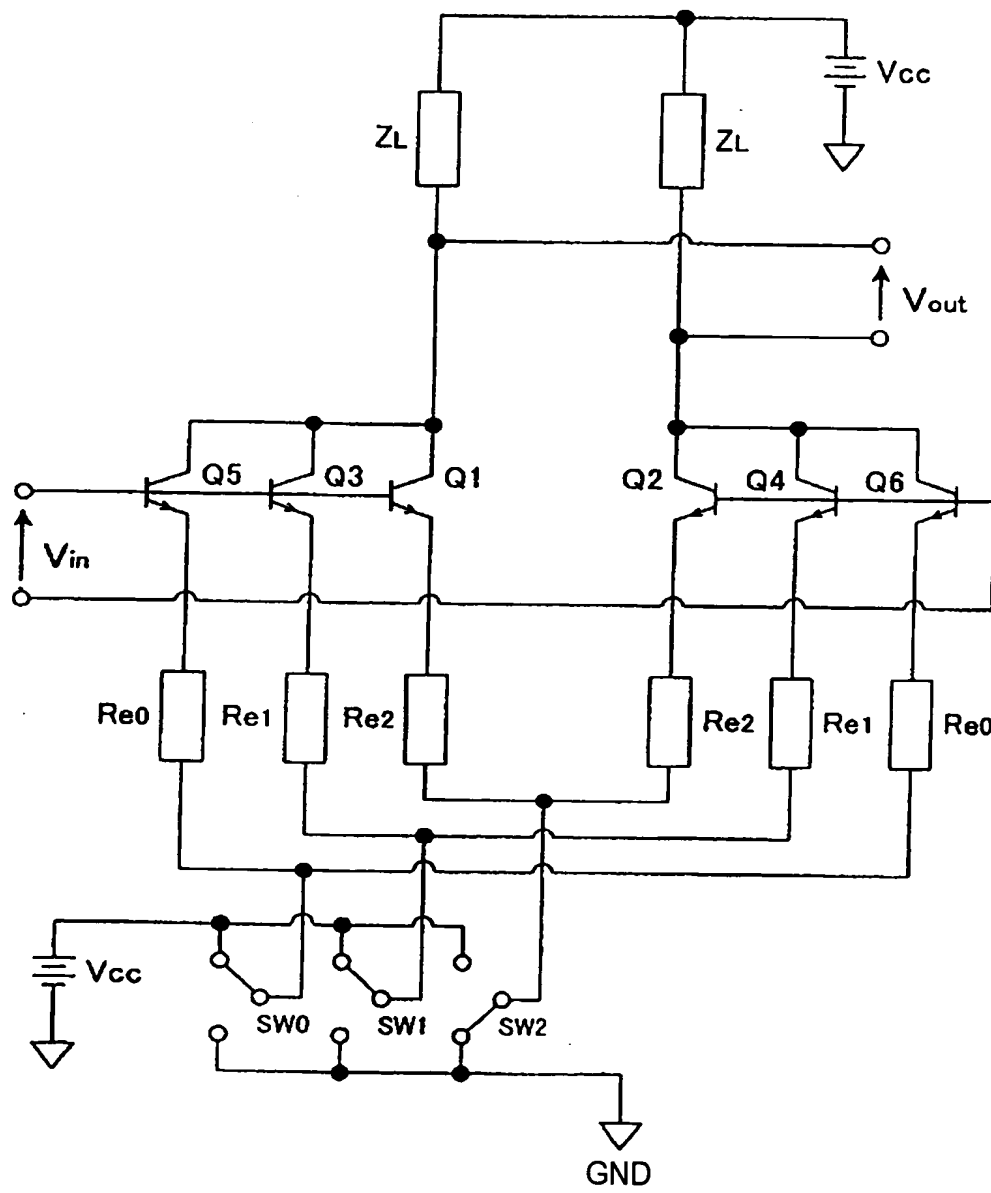 Vcc
ZL
ZL
Vout
Q5
Q3
Q1
Q2
Q4
Q6
Vin
Re0
Re1
Re2
Re2
Re1
Re0
Vcc
SW0
SW1
SW2
GND